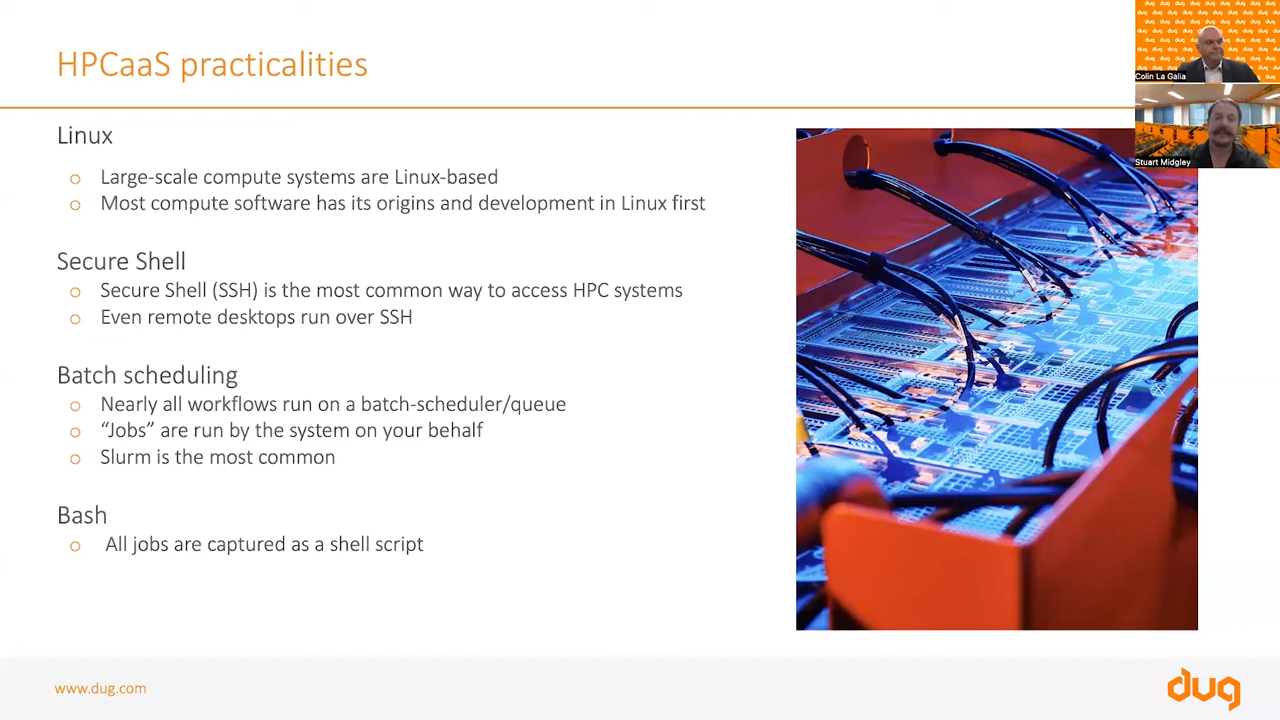 HPCaaS practicalities
Colin La Galia
Stuart Midgley
Linux
Large-scale compute systems are Linux-based
Most compute software has its origins and development in Linux first
Secure Shell
Secure Shell (SSH) is the most common way to access HPC systems
Even remote desktops run over SSH
Batch scheduling
Nearly all workflows run on a batch-scheduler/queue
“Jobs” are run by the system on your behalf
Slurm is the most common
Bash
All jobs are captured as a shell script
www.dug.com
dug